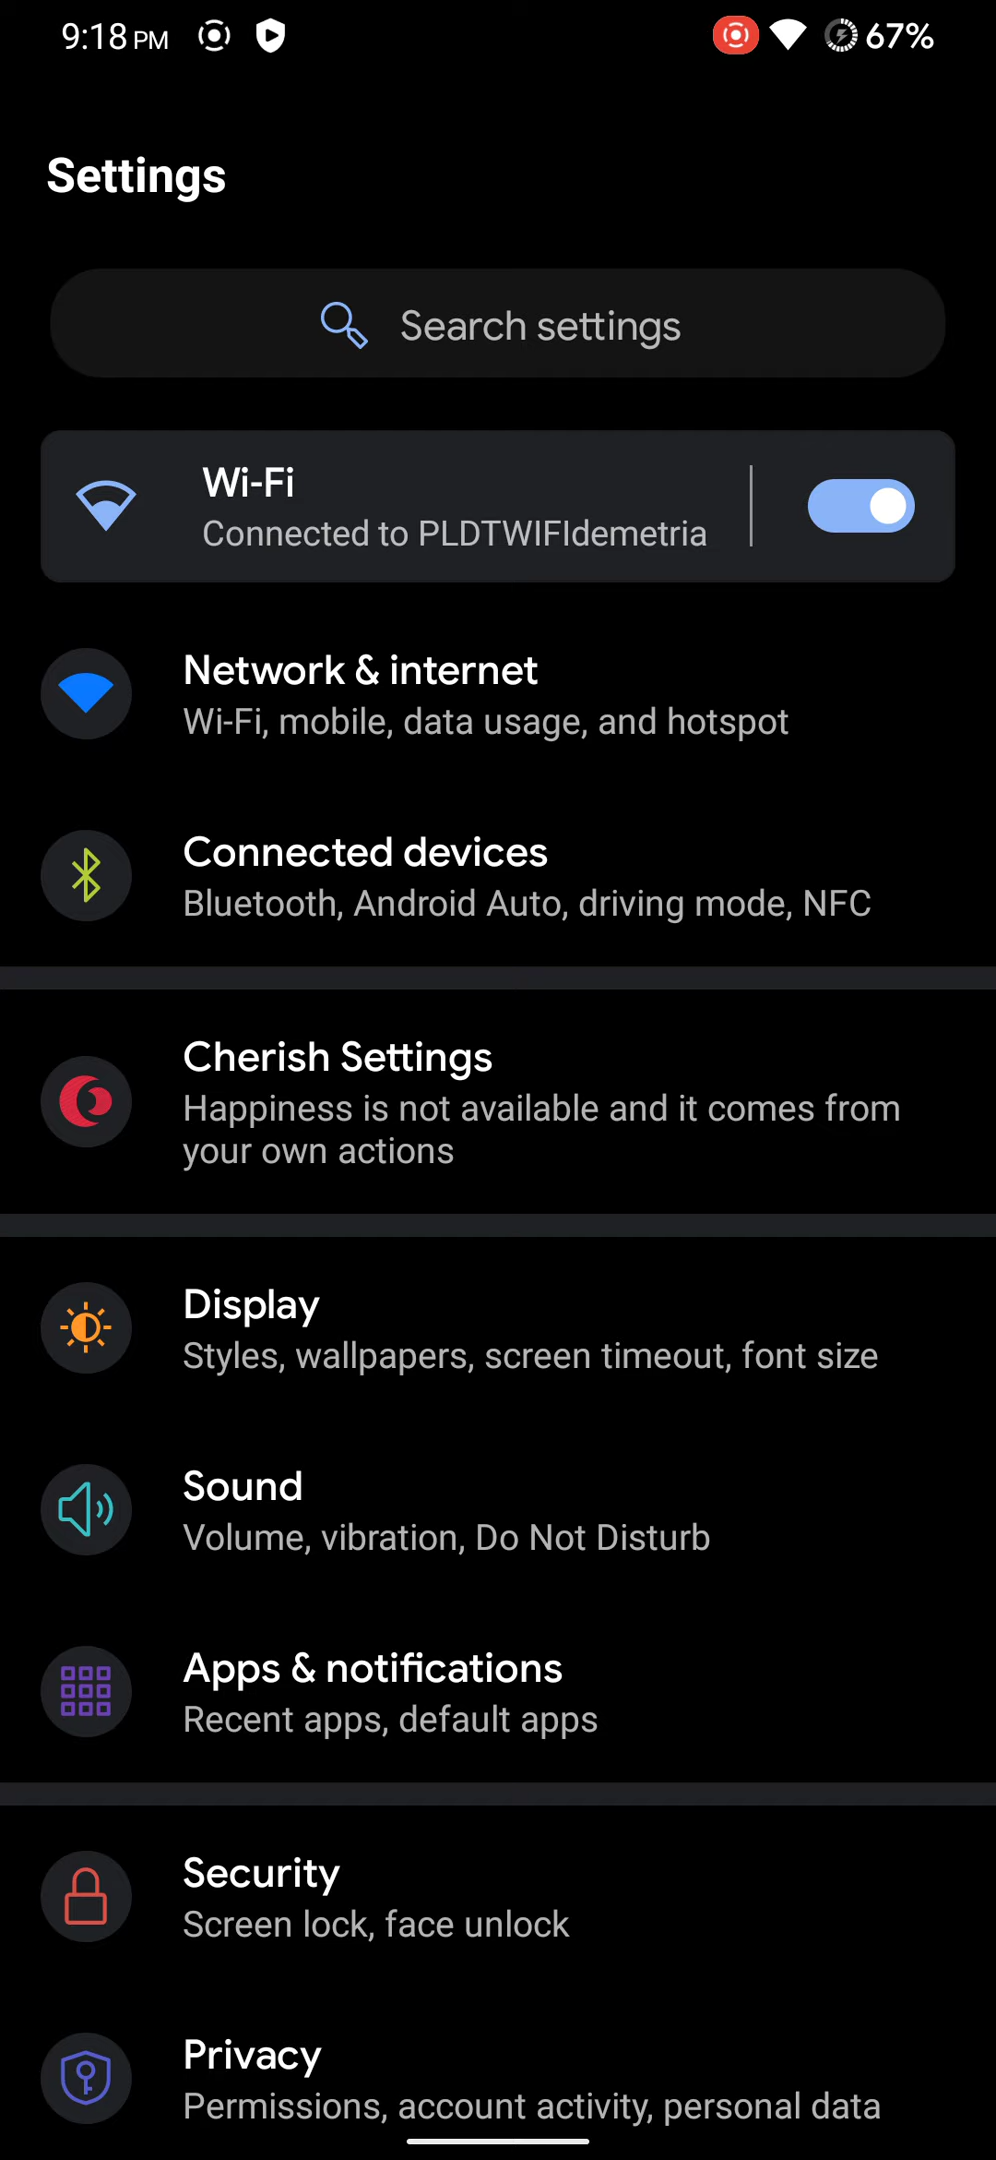 9:18 PM 67%
Settings
Search settings
Wi-Fi
Connected to PLDTWIFIdemetria
Network & internet
Wi-Fi, mobile, data usage, and hotspot
Connected devices
Bluetooth, Android Auto, driving mode, NFC
Cherish Settings
Happiness is not available and it comes from
your own actions
Display
Styles, wallpapers, screen timeout, font size
Sound
Volume, vibration, Do Not Disturb
Apps & notifications
Recent apps, default apps
Security
Screen lock, face unlock
Privacy
Permissions, account activity, personal data